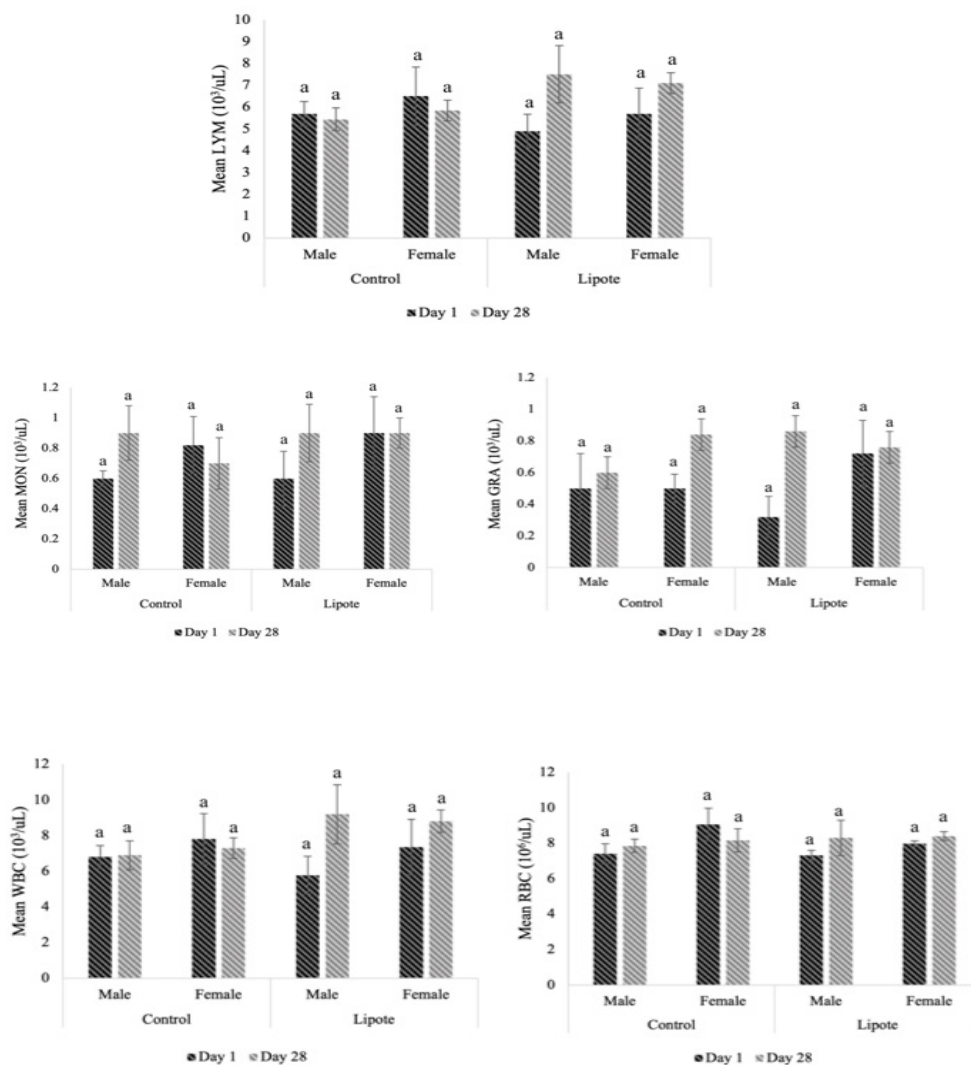 10
9
8
7
6
5
4
3
2
1
0
Mean LYM (10³/uL)
a a a a a a a a
Male Female Male Female
Control Lipote
Day 1 Day 28
1.2
1
0.8
0.6
0.4
0.2
0
Mean MON (10³/uL)
a a a a a a a a
Male Female Male Female
Control Lipote
Day 1 Day 28
1.2
1
0.8
0.6
0.4
0.2
0
Mean GRA (10³/uL)
a a a a a a a a
Male Female Male Female
Control Lipote
Day 1 Day 28
12
10
8
6
4
2
0
Mean WBC (10³/uL)
a a a a a a a a
Male Female Male Female
Control Lipote
Day 1 Day 28
12
10
8
6
4
2
0
Mean RBC (10⁶/uL)
a a a a a a a a
Male Female Male Female
Control Lipote
Day 1 Day 28